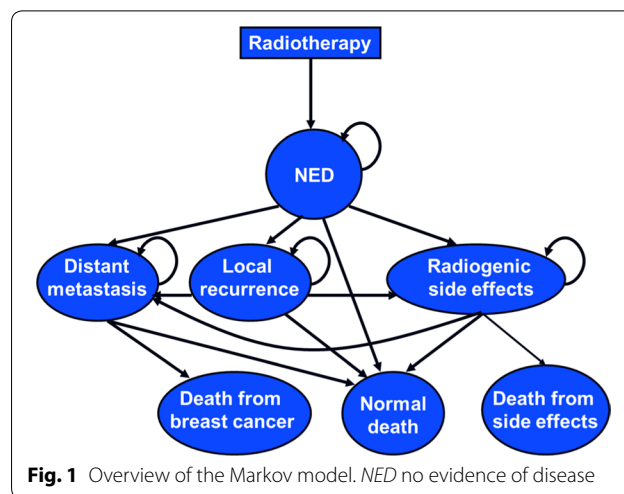 Radiotherapy
NED
Distant
metastasis
Local
recurrence
Radiogenic
side effects
Death from
breast cancer
Normal
death
Death from
side effects
Fig. 1 Overview of the Markov model. NED no evidence of disease